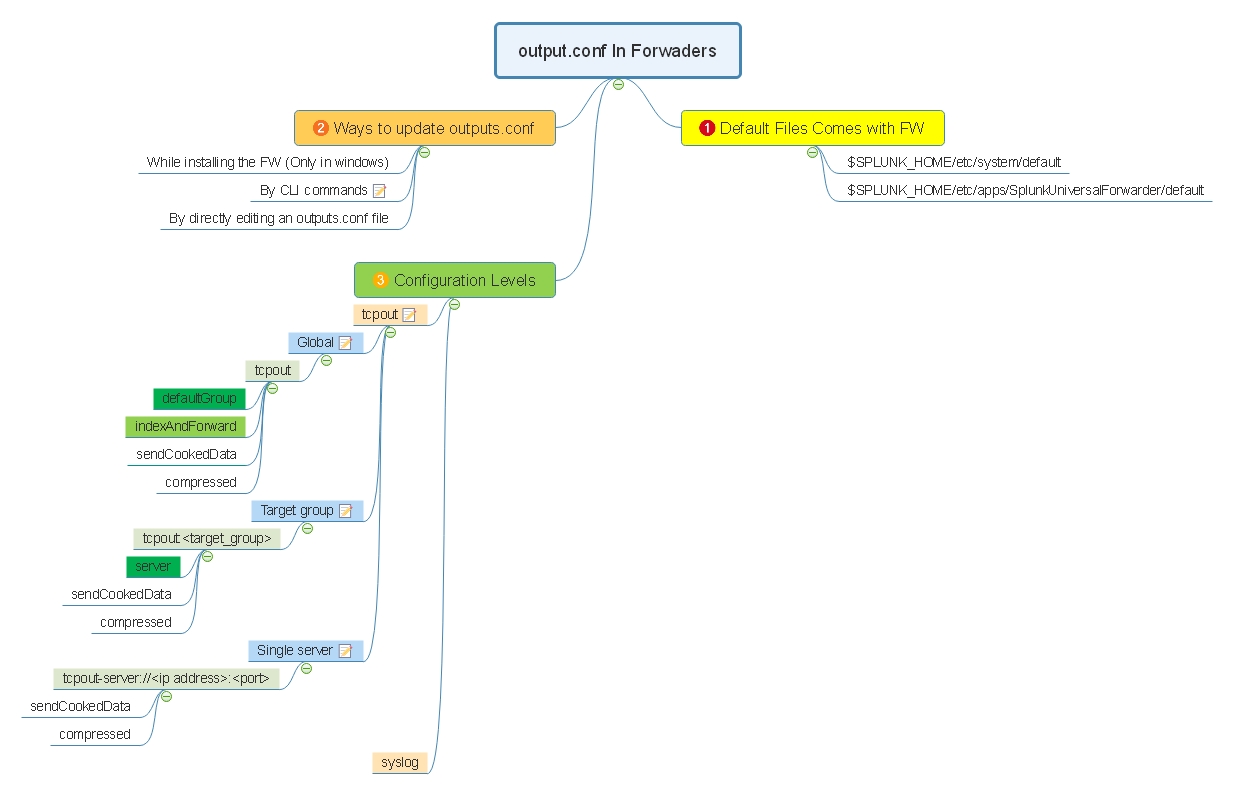 output.conf In Forwaders
1 Default Files Comes with FW
$SPLUNK_HOME/etc/system/default
$SPLUNK_HOME/etc/apps/SplunkUniversalForwarder/default
2 Ways to update outputs.conf
While installing the FW (Only in windows)
By CLI commands
By directly editing an outputs.conf file
3 Configuration Levels
tcpout
Global
tcpout
defaultGroup
indexAndForward
sendCookedData
compressed
Target group
tcpout:<target_group>
server
sendCookedData
compressed
Single server
tcpout-server://<ip address>:<port>
sendCookedData
compressed
syslog